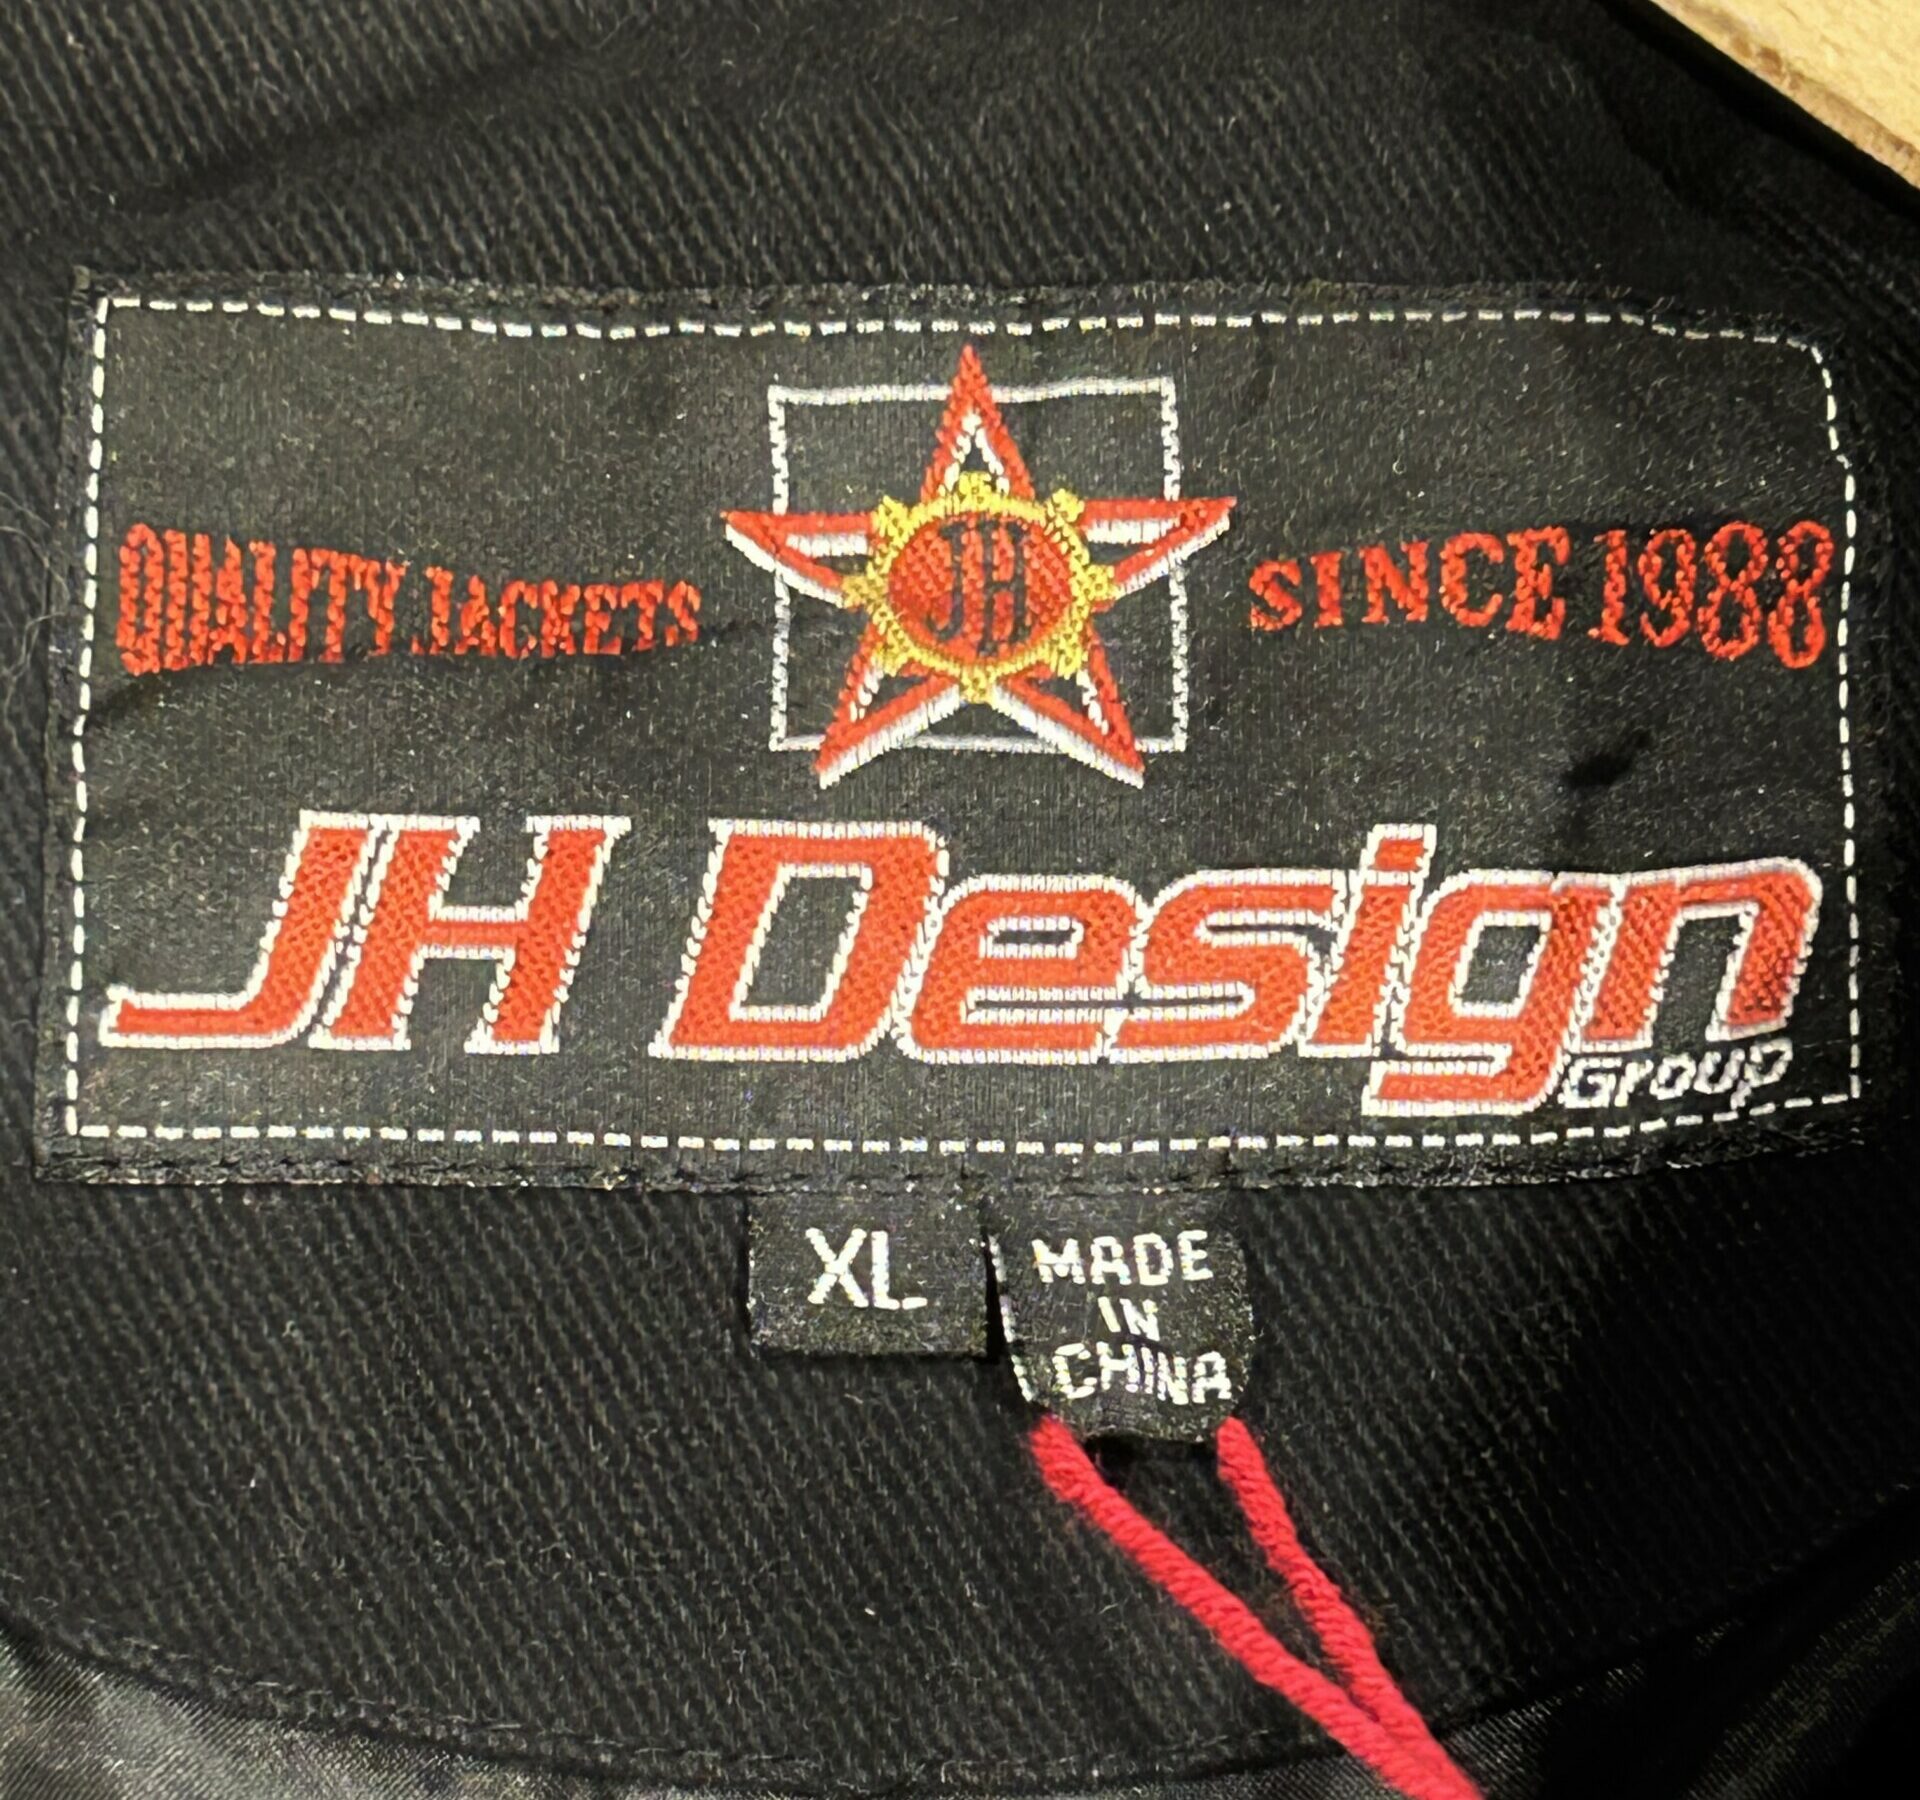 QUALITY JACKETS
JH
SINCE 1988
JH Design
Group
XL
MADE
IN
CHINA